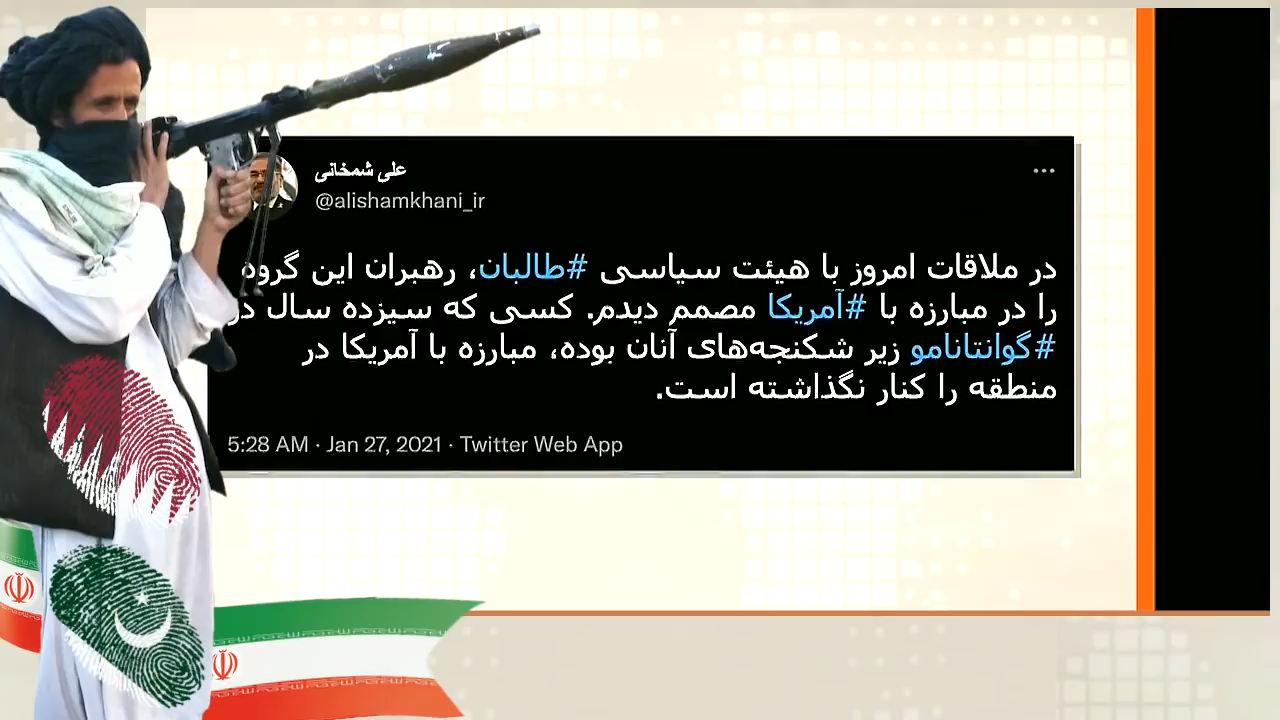 علی شمخانی
@alishamkhani_ir
در ملاقات امروز با هیئت سیاسی #طالبان، رهبران این گروه
را در مبارزه با #آمریکا مصمم دیدم. کسی که سیزده سال در
#گوانتانامو زیر شکنجه‌های آنان بوده، مبارزه با آمریکا در
منطقه را کنار نگذاشته است.
5:28 AM · Jan 27, 2021 · Twitter Web App